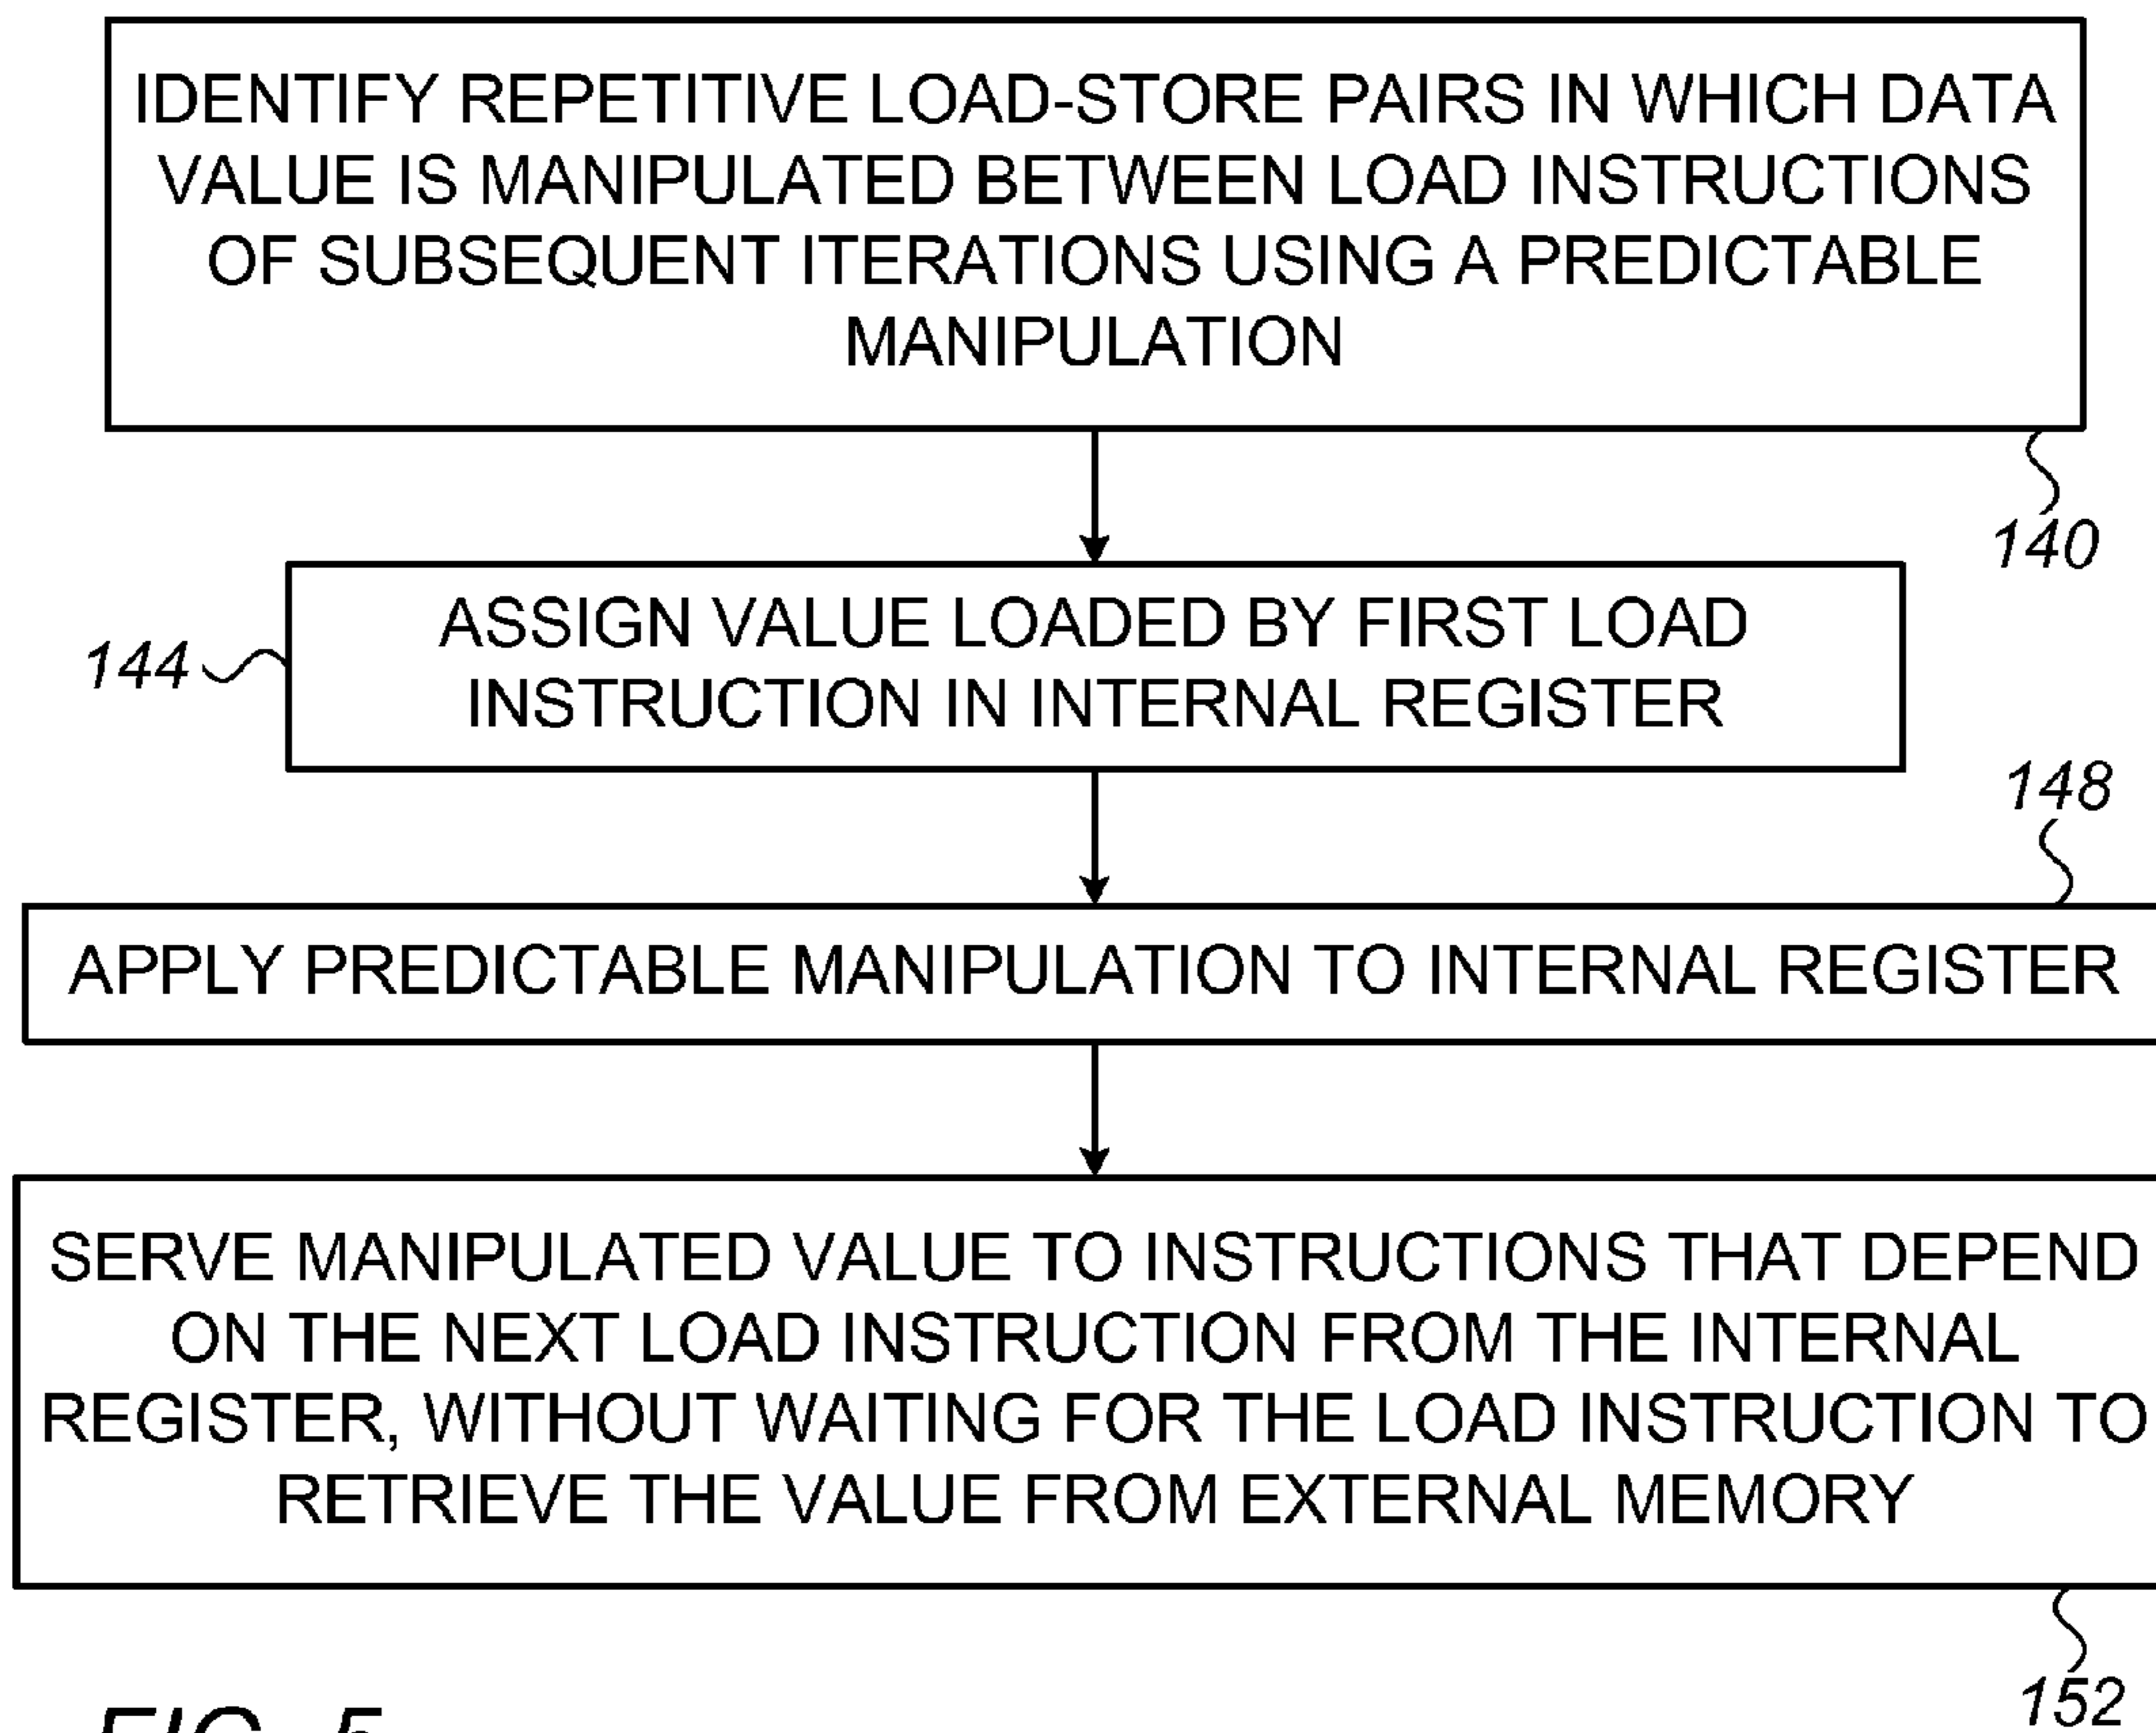 IDENTIFY REPETITIVE LOAD-STORE PAIRS IN WHICH DATA
VALUE IS MANIPULATED BETWEEN LOAD INSTRUCTIONS
OF SUBSEQUENT ITERATIONS USING A PREDICTABLE
MANIPULATION
140
ASSIGN VALUE LOADED BY FIRST LOAD
INSTRUCTION IN INTERNAL REGISTER
144
148
APPLY PREDICTABLE MANIPULATION TO INTERNAL REGISTER
SERVE MANIPULATED VALUE TO INSTRUCTIONS THAT DEPEND
ON THE NEXT LOAD INSTRUCTION FROM THE INTERNAL
REGISTER, WITHOUT WAITING FOR THE LOAD INSTRUCTION TO
RETRIEVE THE VALUE FROM EXTERNAL MEMORY
152
FIG. 5